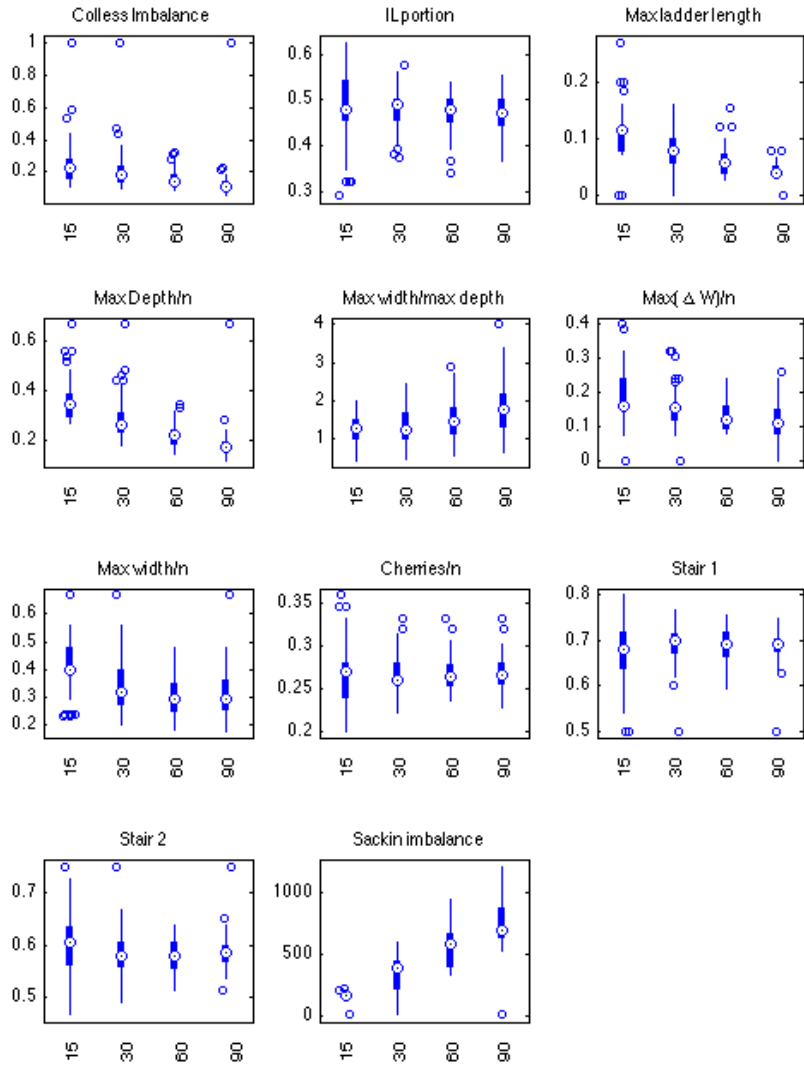 Colless Imbalance
IL portion
Max ladder length
1
0.8
0.6
0.4
0.2
0.6
0.5
0.4
0.3
0.2
0.1
0
15 30 60 90
15 30 60 90
15 30 60 90
Max Depth/n
Max width/max depth
Max( Δ W)/n
0.6
0.4
0.2
4
3
2
1
0.4
0.3
0.2
0.1
0
15 30 60 90
15 30 60 90
15 30 60 90
Max width/n
Cherries/n
Stair 1
0.6
0.5
0.4
0.3
0.2
0.35
0.3
0.25
0.2
0.8
0.7
0.6
0.5
15 30 60 90
15 30 60 90
15 30 60 90
Stair 2
Sackin imbalance
0.7
0.6
0.5
1000
500
0
15 30 60 90
15 30 60 90